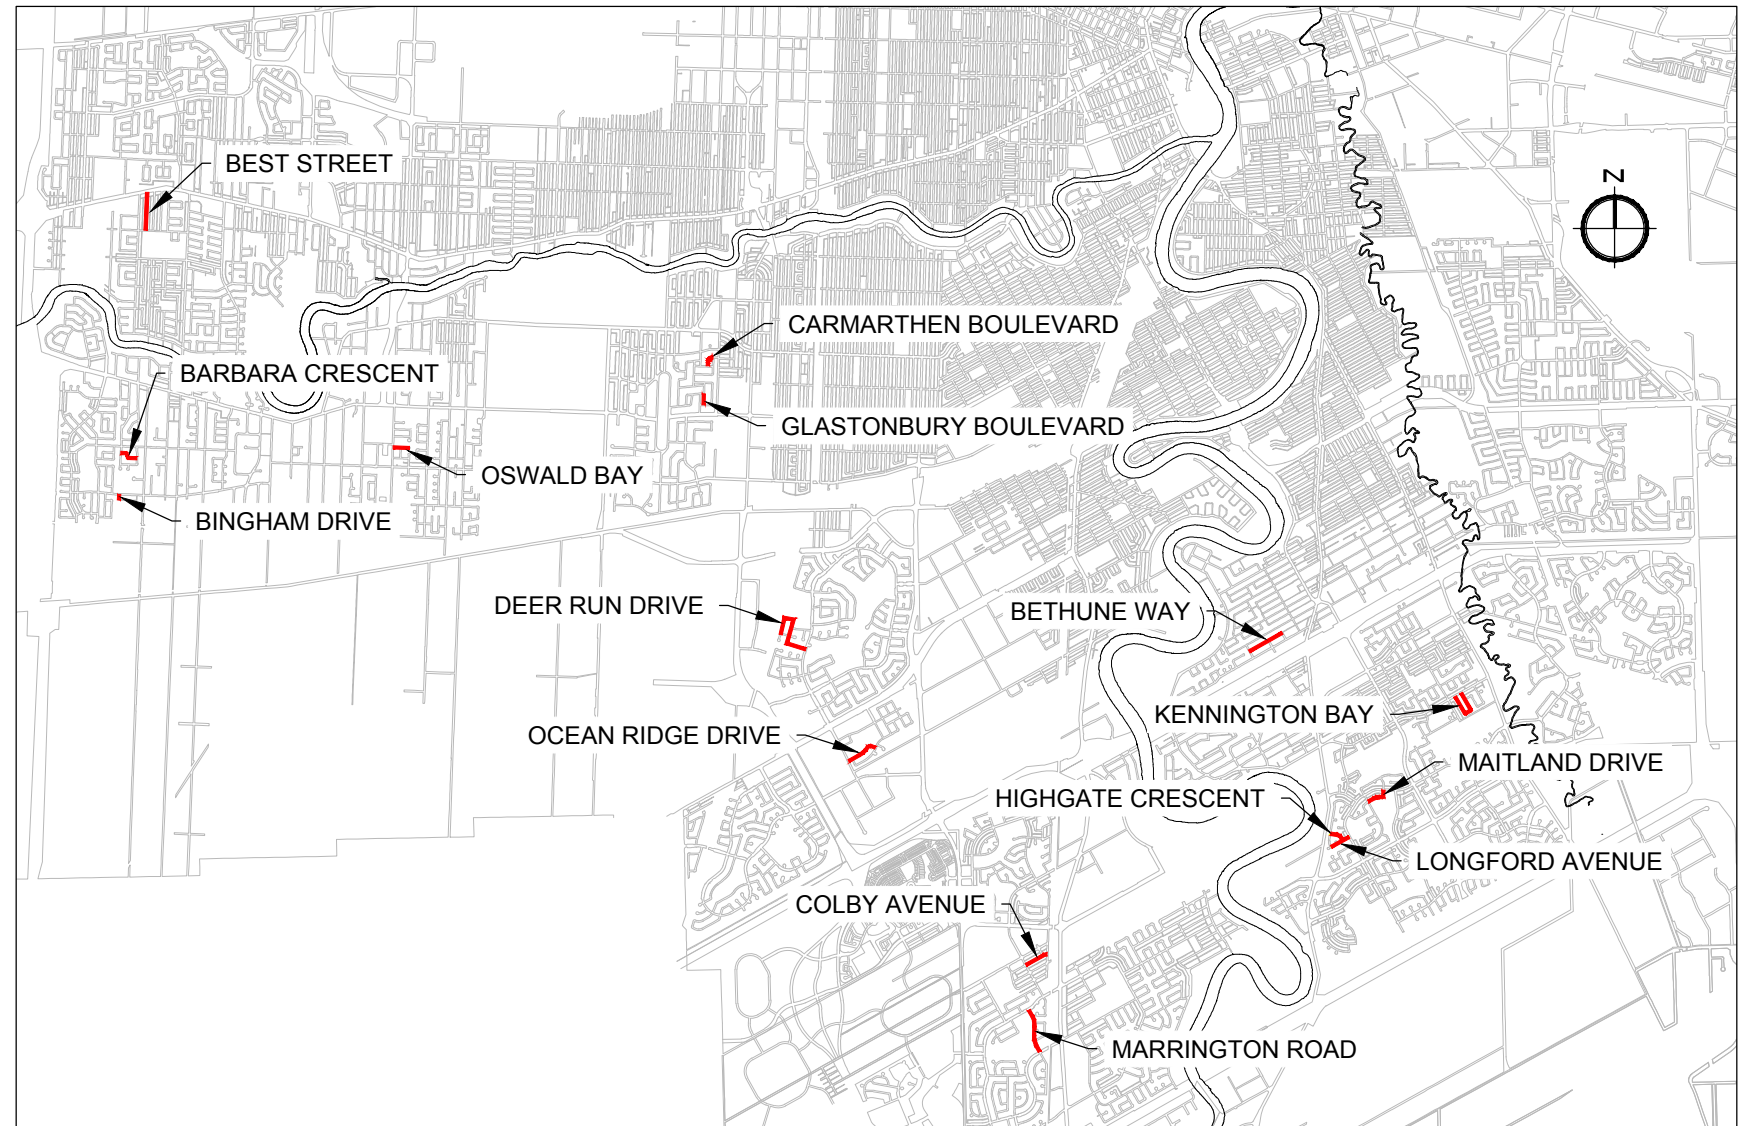 BEST STREET
N
CARMARTHEN BOULEVARD
BARBARA CRESCENT
GLASTONBURY BOULEVARD
OSWALD BAY
BINGHAM DRIVE
DEER RUN DRIVE
BETHUNE WAY
KENNINGTON BAY
OCEAN RIDGE DRIVE
MAITLAND DRIVE
HIGHGATE CRESCENT
LONGFORD AVENUE
COLBY AVENUE
MARRINGTON ROAD